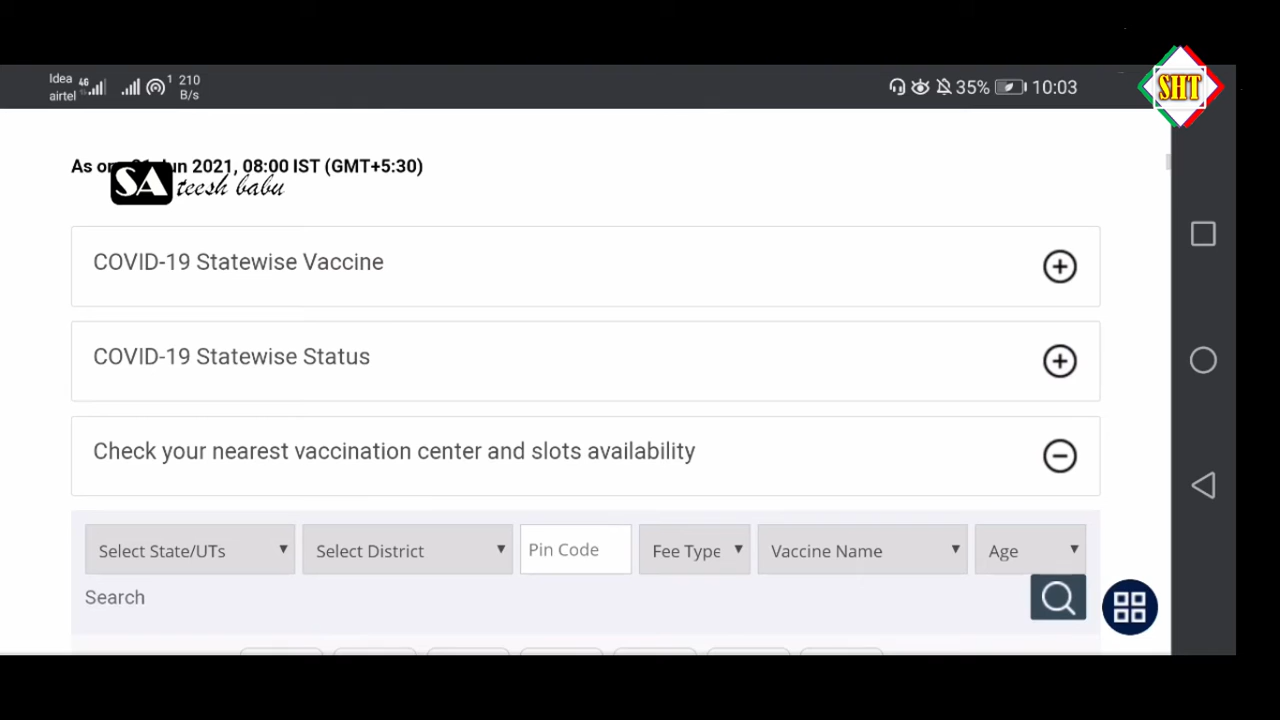 Idea 4G 1 210
airtel B/s
35% 10:03
SHT
As on 2021, 08:00 IST (GMT+5:30)
SA teesh babu
COVID-19 Statewise Vaccine
COVID-19 Statewise Status
Check your nearest vaccination center and slots availability
Select State/UTs Select District Pin Code Fee Type Vaccine Name Age
Search